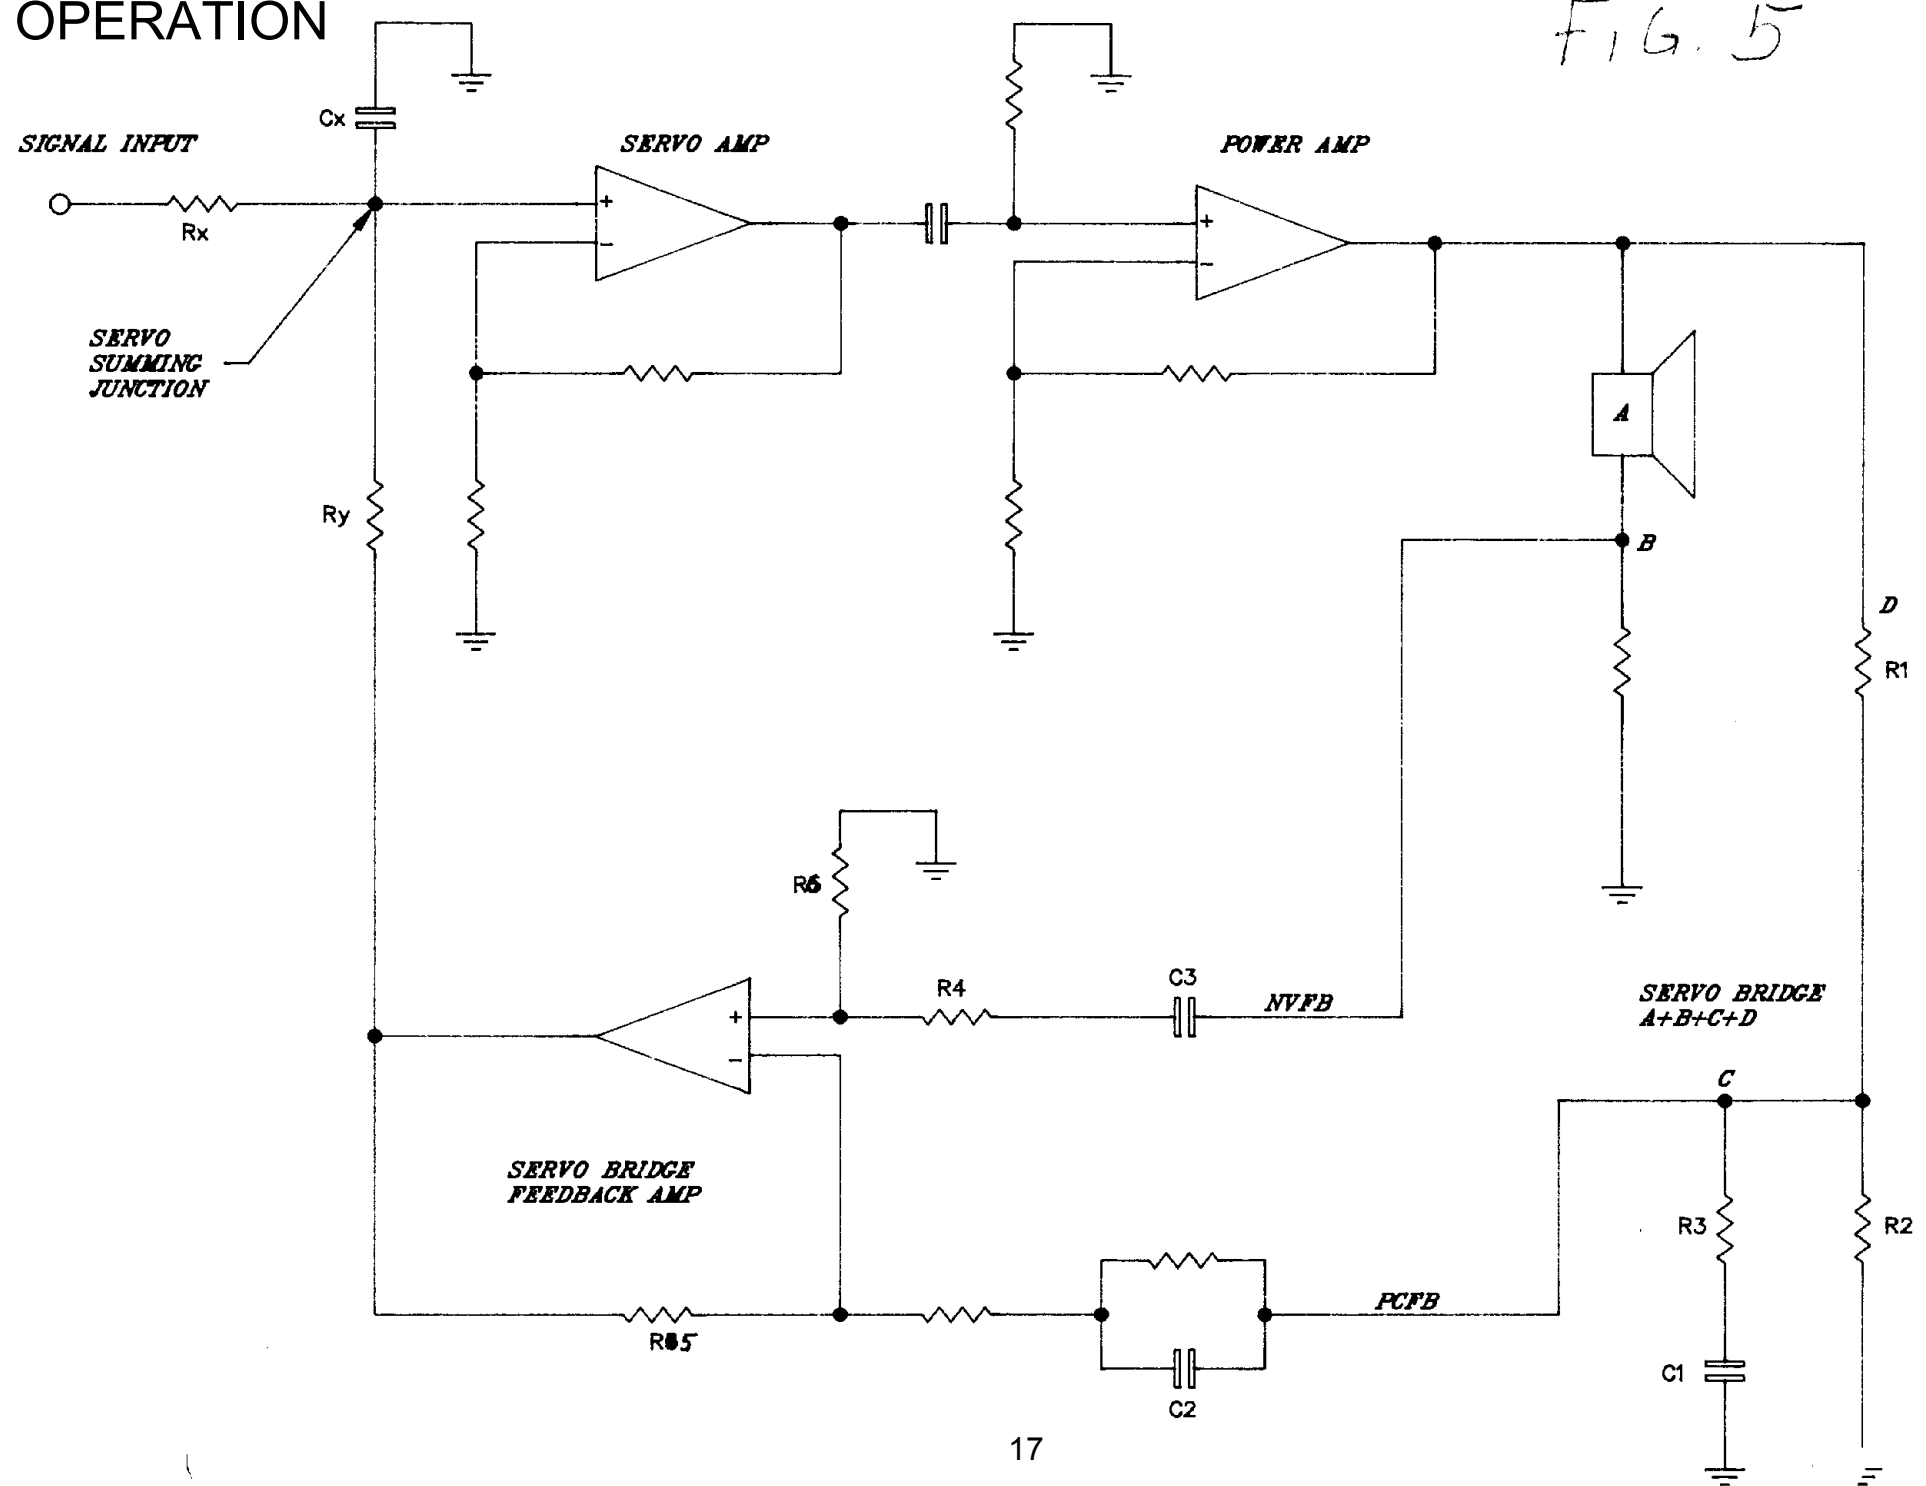 OPERATION
FIG. 5
Cx
SIGNAL INPUT
SERVO AMP
POWER AMP
+
+
Rx
−
−
SERVO
SUMMING
JUNCTION
A
Ry
B
D
R1
R6
C3
R4
NVFB
SERVO BRIDGE
A+B+C+D
+
−
C
SERVO BRIDGE
FEEDBACK AMP
R3
R2
PCFB
R5
C1
C2
17